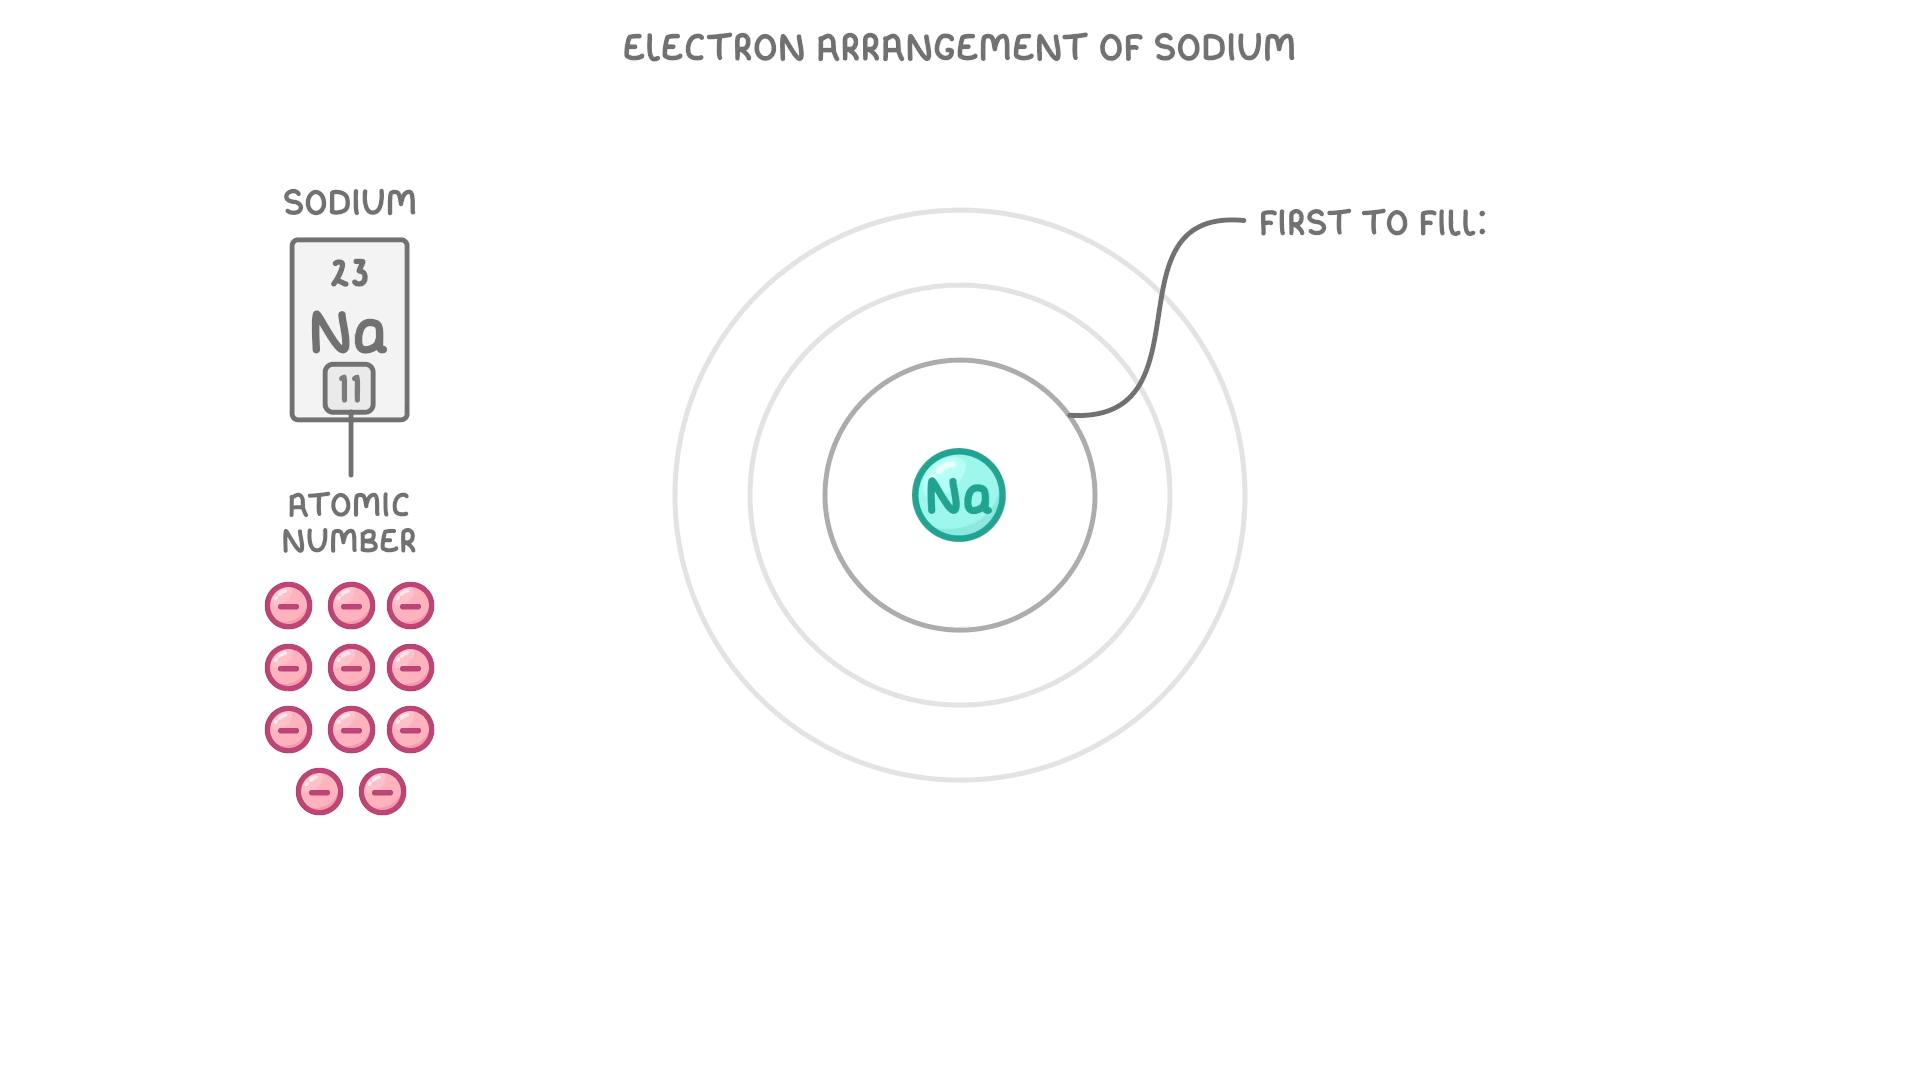 ELECTRON ARRANGEMENT OF SODIUM
SODIUM
23
Na
11
ATOMIC
NUMBER
Na
FIRST TO FILL: